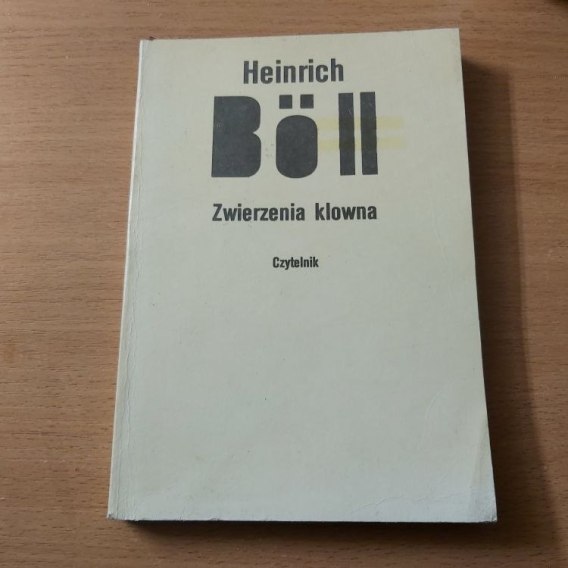 Heinrich
Böll
Zwierzenia klowna
Czytelnik